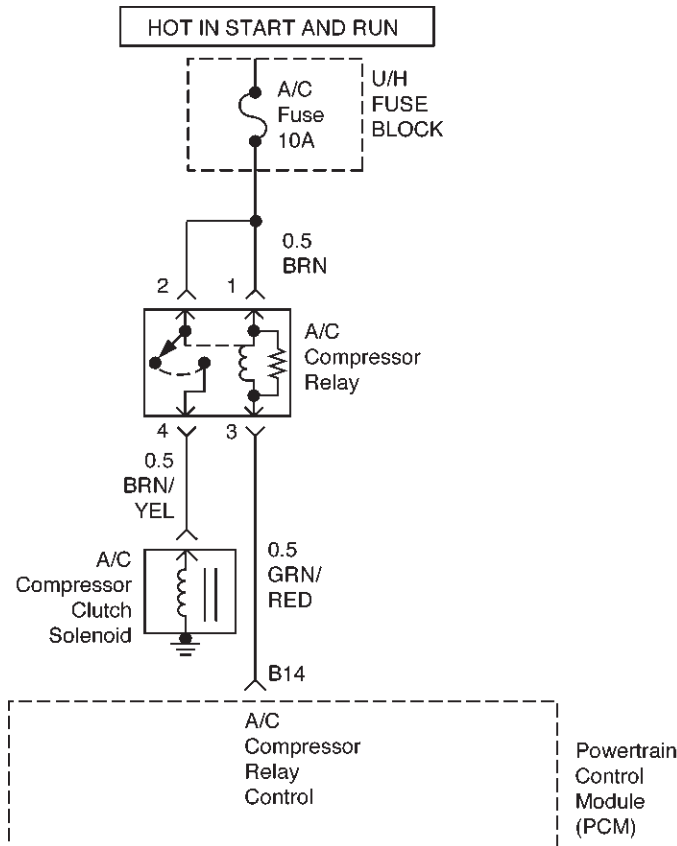 HOT IN START AND RUN
A/C
Fuse
10A
U/H
FUSE
BLOCK
0.5
BRN
2
1
A/C
Compressor
Relay
4
3
0.5
BRN/
YEL
A/C
Compressor
Clutch
Solenoid
0.5
GRN/
RED
B14
A/C
Compressor
Relay
Control
Powertrain
Control
Module
(PCM)